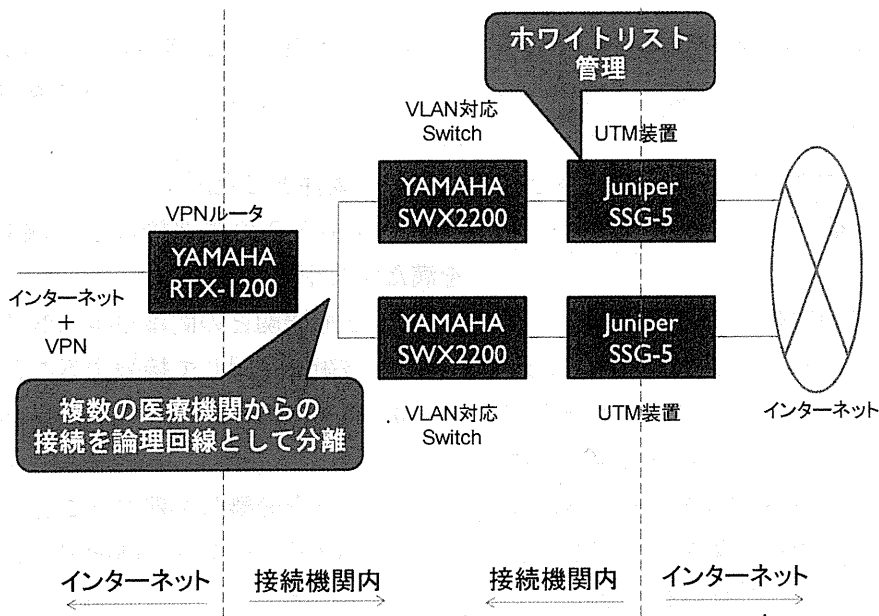 ホワイトリスト
管理
VLAN対応
Switch
UTM装置
YAMAHA
SWX2200
Juniper
SSG-5
VPNルータ
YAMAHA
RTX-1200
インターネット
+
VPN
YAMAHA
SWX2200
Juniper
SSG-5
複数の医療機関からの
接続を論理回線として分離
VLAN対応
Switch
UTM装置
インターネット
インターネット
接続機関内
接続機関内
インターネット